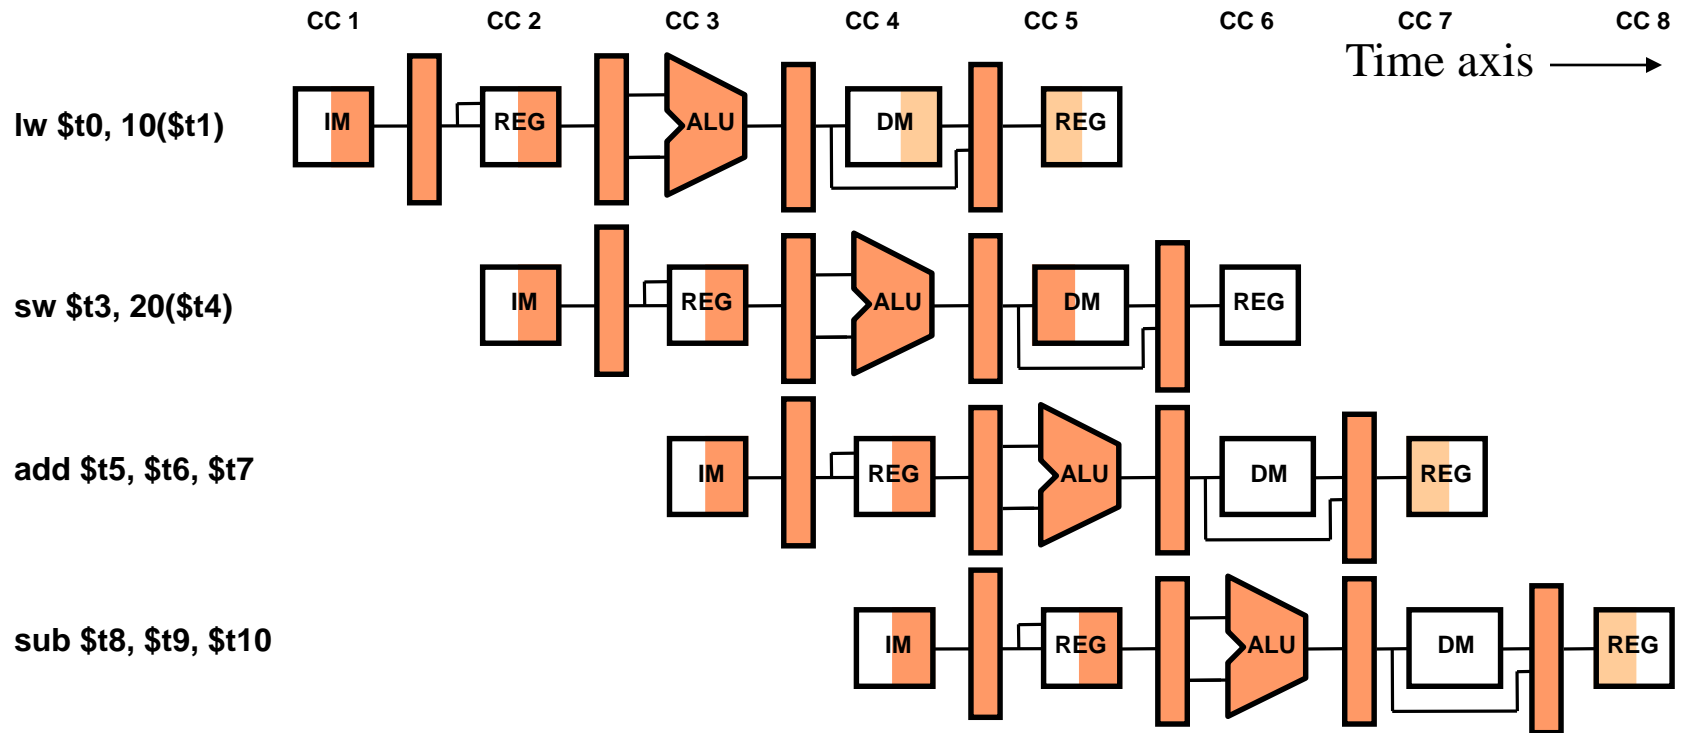 CC 1 CC 2 CC 3 CC 4 CC 5 CC 6 CC 7 CC 8
Time axis
lw $t0, 10($t1) IM REG ALU DM REG
sw $t3, 20($t4) IM REG ALU DM REG
add $t5, $t6, $t7 IM REG ALU DM REG
sub $t8, $t9, $t10 IM REG ALU DM REG